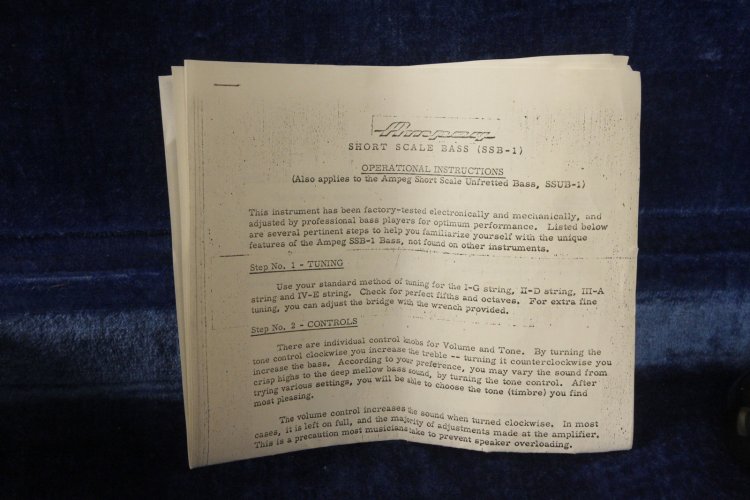 Ampeg
SHORT SCALE BASS (SSB-1)
OPERATIONAL INSTRUCTIONS
(Also applies to the Ampeg Short Scale Unfretted Bass, SSUB-1)
This instrument has been factory-tested electronically and mechanically, and
adjusted by professional bass players for optimum performance. Listed below
are several pertinent steps to help you familiarize yourself with the unique
features of the Ampeg SSB-1 Bass, not found on other instruments.
Step No. 1 - TUNING
Use your standard method of tuning for the I-G string, II-D string, III-A
string and IV-E string. Check for perfect fifths and octaves. For extra fine
tuning, you can adjust the bridge with the wrench provided.
Step No. 2 - CONTROLS
There are individual control knobs for Volume and Tone. By turning the
tone control clockwise you increase the treble -- turning it counterclockwise you
increase the bass. According to your preference, you may vary the sound from
crisp highs to the deep mellow bass sound, by turning the tone control. After
trying various settings, you will be able to choose the tone (timbre) you find
most pleasing.
The volume control increases the sound when turned clockwise. In most
cases, it is left on full, and the majority of adjustments made at the amplifier.
This is a precaution most musicians take to prevent speaker overloading.